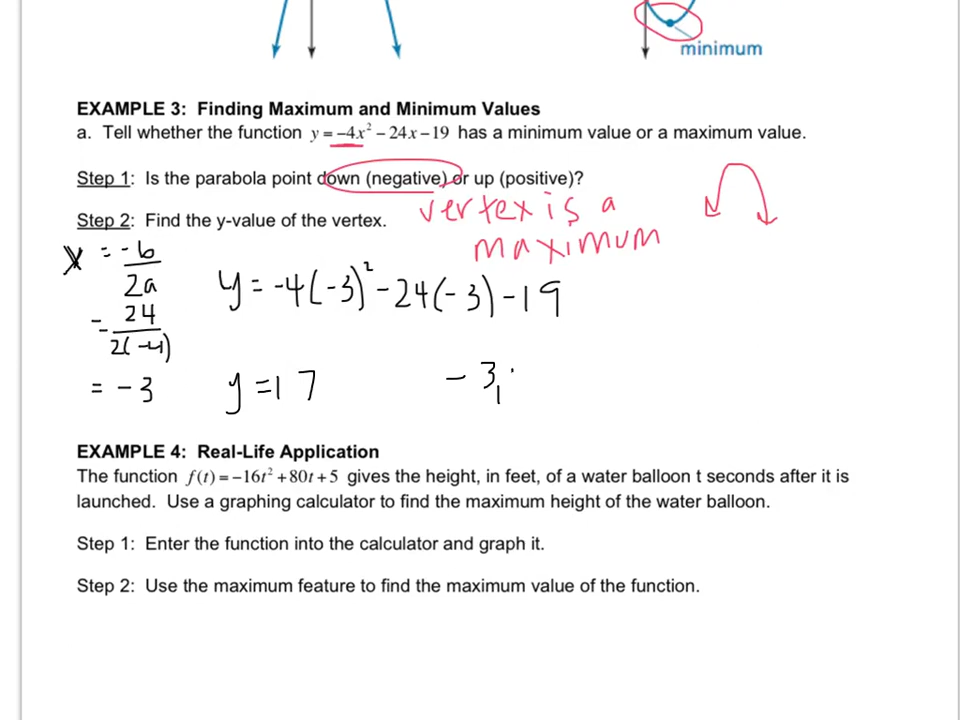 minimum
EXAMPLE 3: Finding Maximum and Minimum Values
a. Tell whether the function y = −4x² − 24x − 19 has a minimum value or a maximum value.
Step 1: Is the parabola point down (negative) or up (positive)?
vertex is a
Step 2: Find the y-value of the vertex.
maximum
x = -b/2a
y = -4(-3)² - 24(-3) - 19
= 24/2(-4)
= -3
y = 17
-3,
EXAMPLE 4: Real-Life Application
The function f(t) = −16t² + 80t + 5 gives the height, in feet, of a water balloon t seconds after it is
launched. Use a graphing calculator to find the maximum height of the water balloon.
Step 1: Enter the function into the calculator and graph it.
Step 2: Use the maximum feature to find the maximum value of the function.